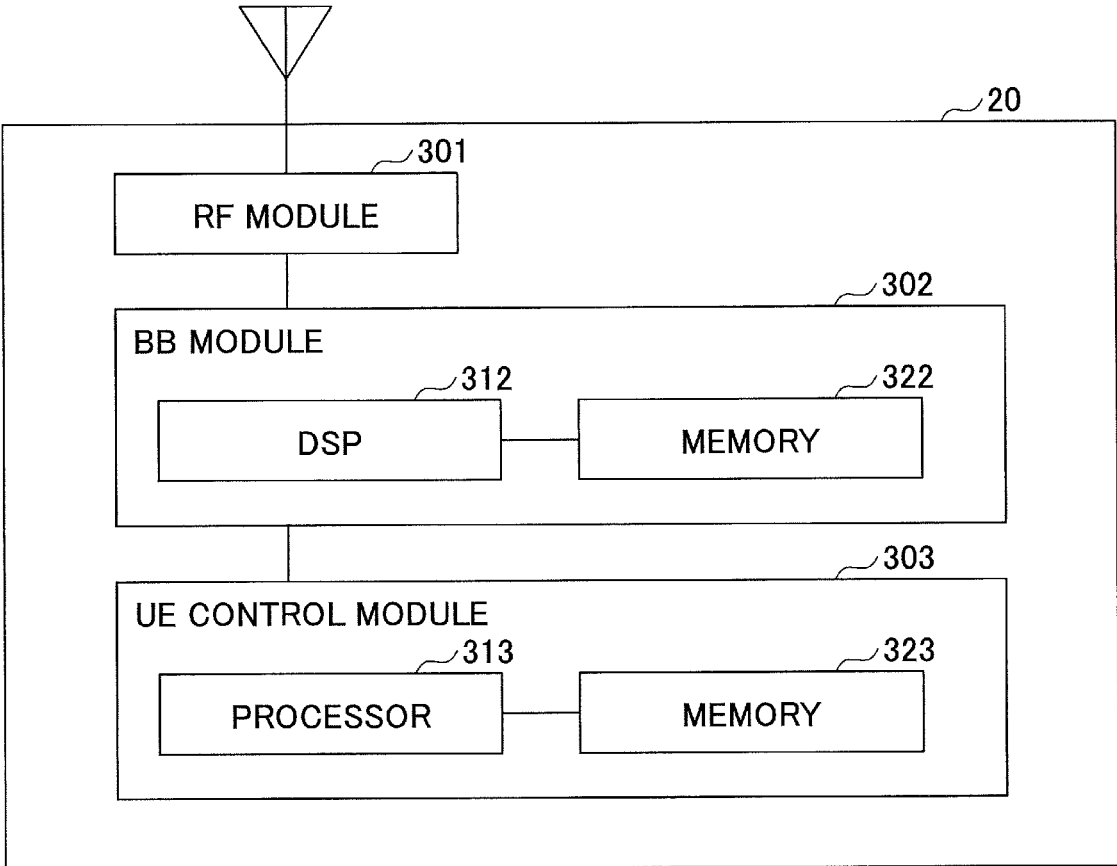 20
301
RF MODULE
302
BB MODULE
312
322
DSP
MEMORY
303
UE CONTROL MODULE
313
323
PROCESSOR
MEMORY